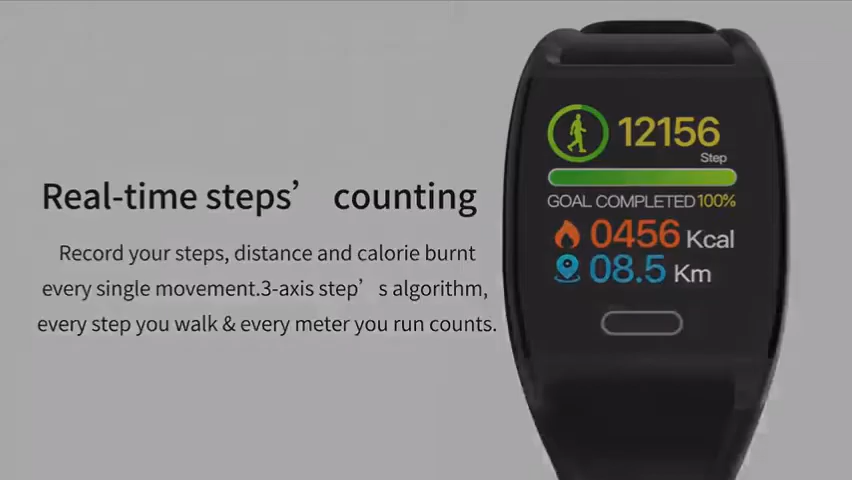 Real-time steps’ counting
Record your steps, distance and calorie burnt
every single movement.3-axis step’s algorithm,
every step you walk & every meter you run counts.
12156
Step
GOAL COMPLETED 100%
0456 Kcal
08.5 Km